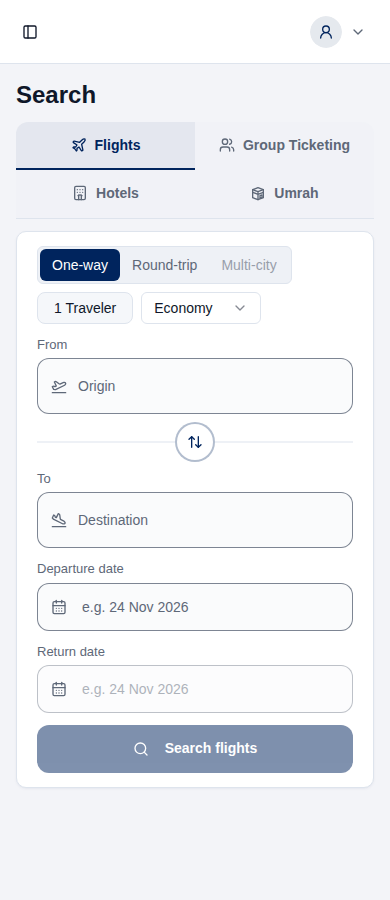 Search
Flights
Group Ticketing
Hotels
Umrah
One-way
Round-trip
Multi-city
1 Traveler
Economy
From
Origin
To
Destination
Departure date
e.g. 24 Nov 2026
Return date
e.g. 24 Nov 2026
Search flights